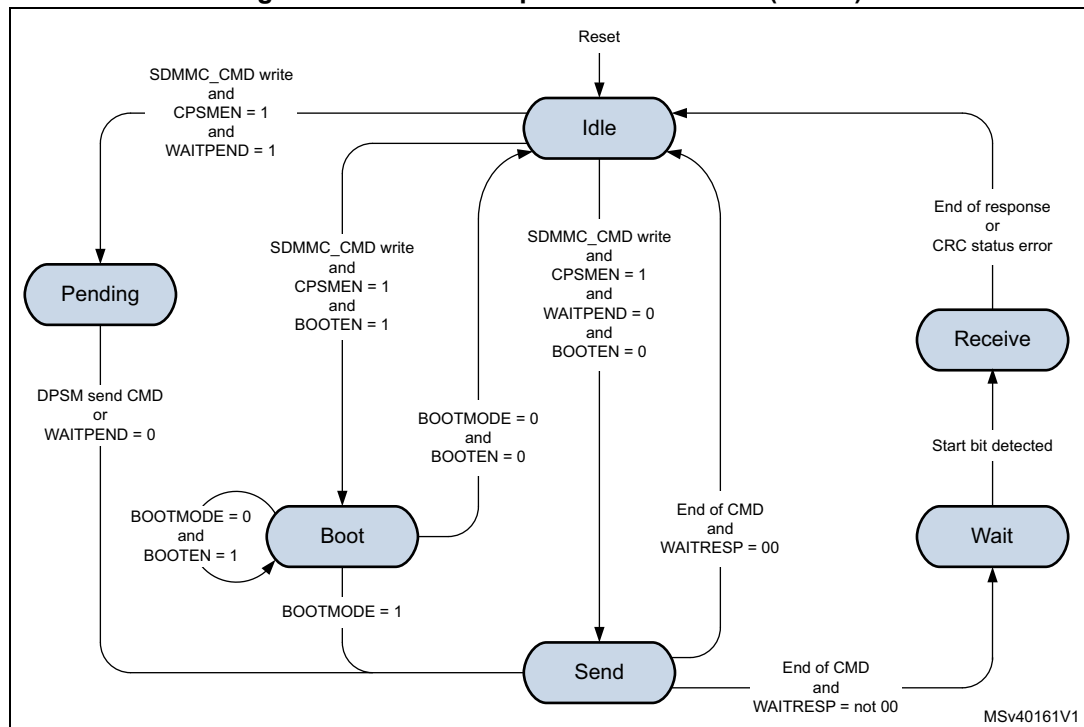 Reset
SDMMC_CMD write
and
CPSMEN = 1
and
WAITPEND = 1
Idle
End of response
or
CRC status error
SDMMC_CMD write
and
CPSMEN = 1
and
BOOTEN = 1
SDMMC_CMD write
and
CPSMEN = 1
and
WAITPEND = 0
and
BOOTEN = 0
Pending
Receive
DPSM send CMD
or
WAITPEND = 0
BOOTMODE = 0
and
BOOTEN = 0
Start bit detected
BOOTMODE = 0
and
BOOTEN = 1
Boot
End of CMD
and
WAITRESP = 00
Wait
BOOTMODE = 1
Send
End of CMD
and
WAITRESP = not 00
MSv40161V1